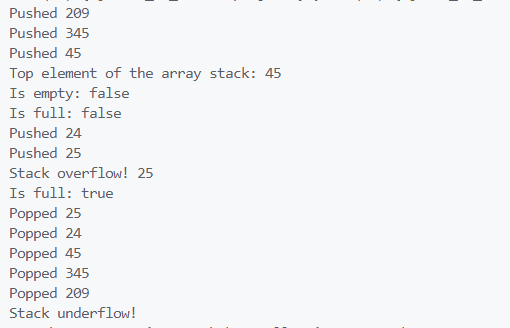 Pushed 209
Pushed 345
Pushed 45
Top element of the array stack: 45
Is empty: false
Is full: false
Pushed 24
Pushed 25
Stack overflow! 25
Is full: true
Popped 25
Popped 24
Popped 45
Popped 345
Popped 209
Stack underflow!